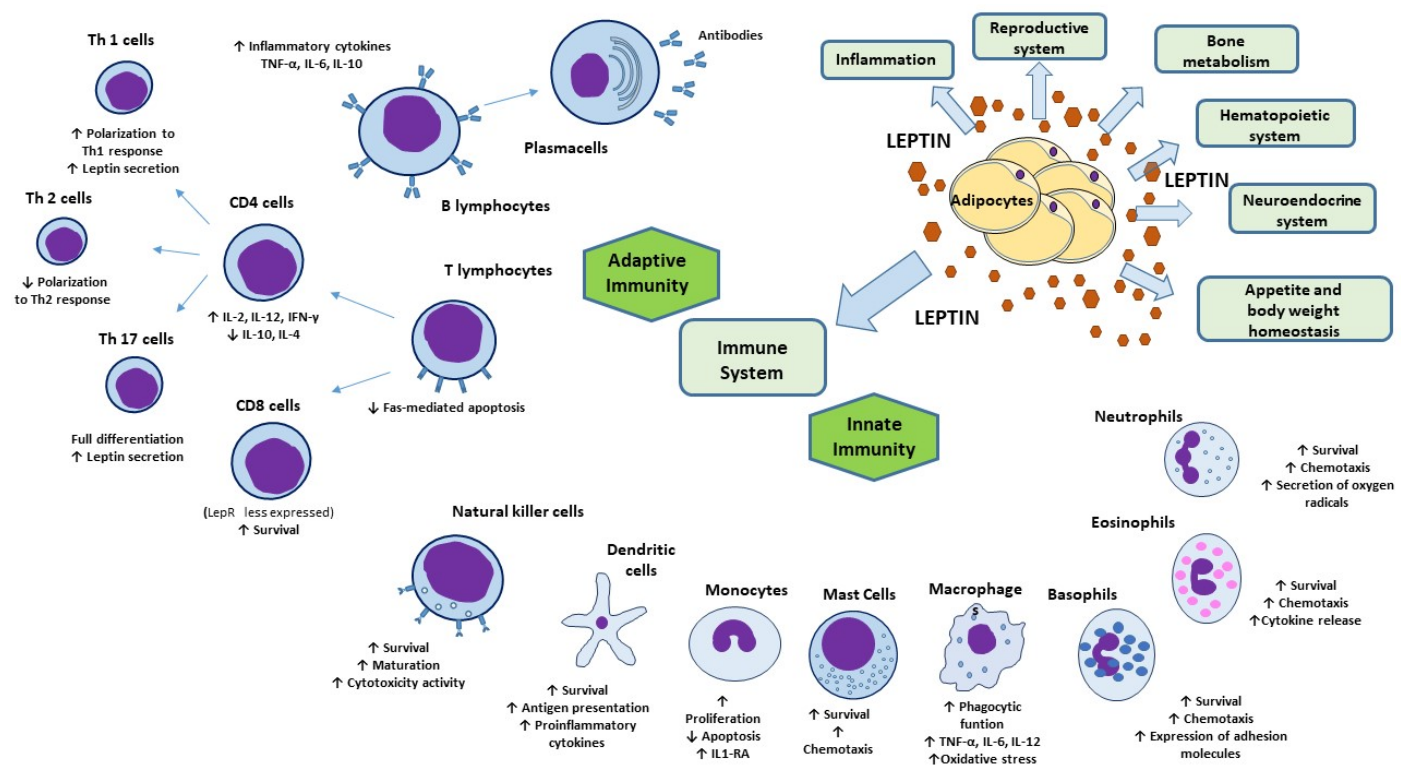 Th 1 cells
↑ Polarization to
Th1 response
↑ Leptin secretion
Th 2 cells
↓ Polarization
to Th2 response
Th 17 cells
Full differentiation
↑ Leptin secretion
CD4 cells
↑ IL-2, IL-12, IFN-γ
↓ IL-10, IL-4
CD8 cells
(LepR less expressed)
↑ Survival
↑ Inflammatory cytokines
TNF-α, IL-6, IL-10
B lymphocytes
Plasmacells
Antibodies
T lymphocytes
↓ Fas-mediated apoptosis
Adaptive
Immunity
Immune
System
Innate
Immunity
Inflammation
Reproductive
system
Bone
metabolism
Hematopoietic
system
Neuroendocrine
system
Appetite and
body weight
homeostasis
LEPTIN
LEPTIN
LEPTIN
Adipocytes
Natural killer cells
↑ Survival
↑ Maturation
↑ Cytotoxicity activity
Dendritic
cells
↑ Survival
↑ Antigen presentation
↑ Proinflammatory
cytokines
Monocytes
↑
Proliferation
↓ Apoptosis
↑ IL1-RA
Mast Cells
↑ Survival
↑
Chemotaxis
Macrophage
s
↑ Phagocytic
funtion
↑ TNF-α, IL-6, IL-12
↑Oxidative stress
Basophils
↑ Survival
↑ Chemotaxis
↑ Expression of adhesion
molecules
Eosinophils
↑ Survival
↑ Chemotaxis
↑Cytokine release
Neutrophils
↑ Survival
↑ Chemotaxis
↑ Secretion of oxygen
radicals